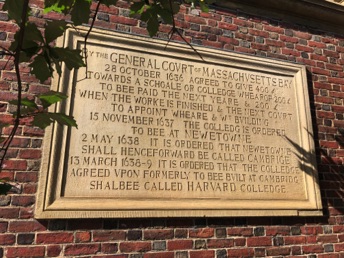 BY THE GENERAL COURT OF MASSACHUSETTS BAY
28 OCTOBER 1636 AGREED TO GIVE 400 £
TOWARDS A SCHOALE OR COLLEDGE WHEAROF 200 £
TO BEE PAID THE NEXT YEARE & 200 £
WHEN THE WORKE IS FINISHED & THE NEXT COURT
TO APPOINT WHEARE & WT BUILDING
15 NOVEMBER 1637 THE COLLEDG IS ORDERED
TO BEE AT NEWETOWNE
2 MAY 1638 IT IS ORDERED THAT NEWETOWNE
SHALL HENCEFORWARD BE CALLED CAMBRIGE
13 MARCH 1638-9 IT IS ORDERED THAT THE COLLEDGE
AGREED VPON FORMERLY TO BEE BUILT AT CAMBRIDG
SHALBEE CALLED HARVARD COLLEDGE.